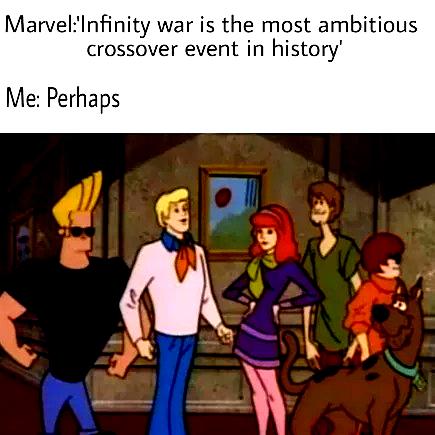 Marvel:'Infinity war is the most ambitious
crossover event in history'
Me: Perhaps